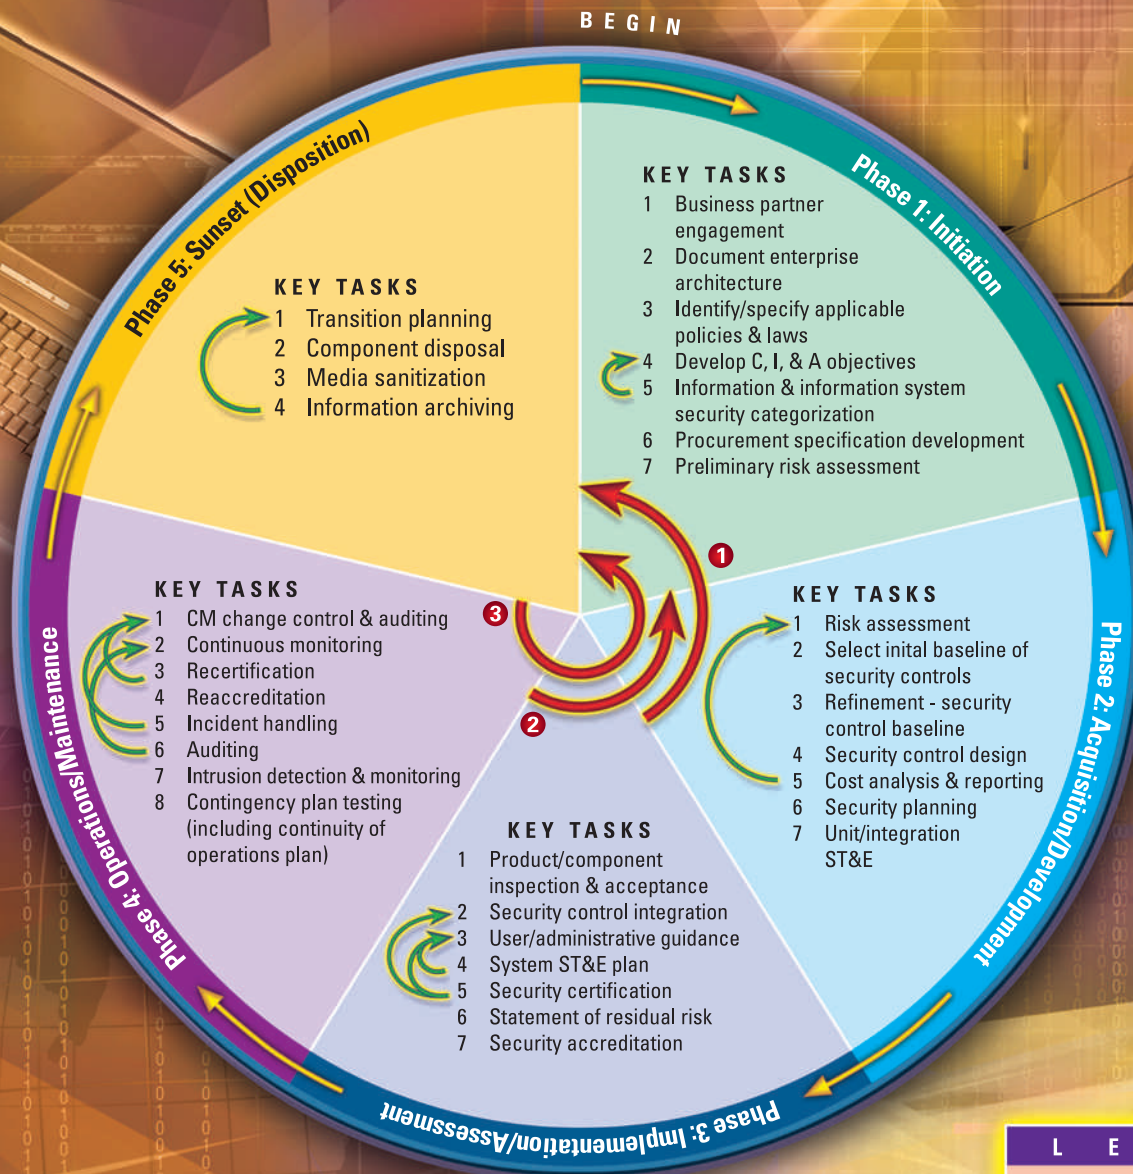 BEGIN
Phase 1: Initiation
KEY TASKS
1 Business partner
engagement
2 Document enterprise
architecture
3 Identify/specify applicable
policies & laws
4 Develop C, I, & A objectives
5 Information & information system
security categorization
6 Procurement specification development
7 Preliminary risk assessment
1
Phase 2: Acquisition/Development
KEY TASKS
1 Risk assessment
2 Select inital baseline of
security controls
3 Refinement - security
control baseline
4 Security control design
5 Cost analysis & reporting
6 Security planning
7 Unit/integration
ST&E
2
Phase 3: Implementation/Assessment
KEY TASKS
1 Product/component
inspection & acceptance
2 Security control integration
3 User/administrative guidance
4 System ST&E plan
5 Security certification
6 Statement of residual risk
7 Security accreditation
3
Phase 4: Operations/Maintenance
KEY TASKS
1 CM change control & auditing
2 Continuous monitoring
3 Recertification
4 Reaccreditation
5 Incident handling
6 Auditing
7 Intrusion detection & monitoring
8 Contingency plan testing
(including continuity of
operations plan)
Phase 5: Sunset (Disposition)
KEY TASKS
1 Transition planning
2 Component disposal
3 Media sanitization
4 Information archiving
L E